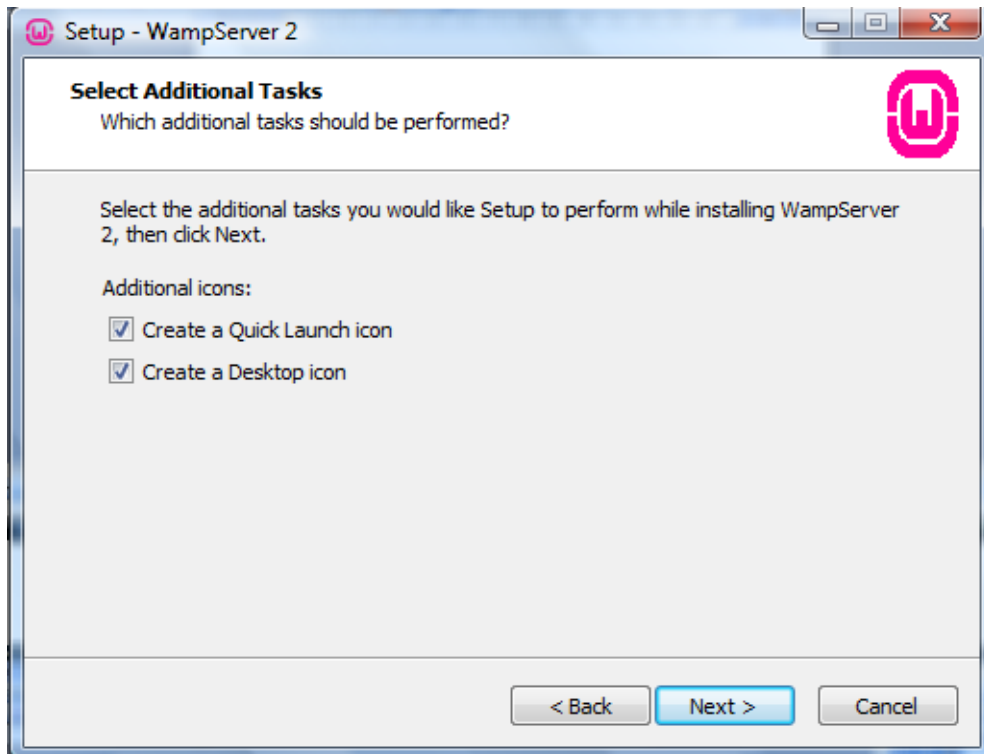 Setup - WampServer 2
Select Additional Tasks
Which additional tasks should be performed?
Select the additional tasks you would like Setup to perform while installing WampServer
2, then click Next.
Additional icons:
Create a Quick Launch icon
Create a Desktop icon
< Back Next > Cancel